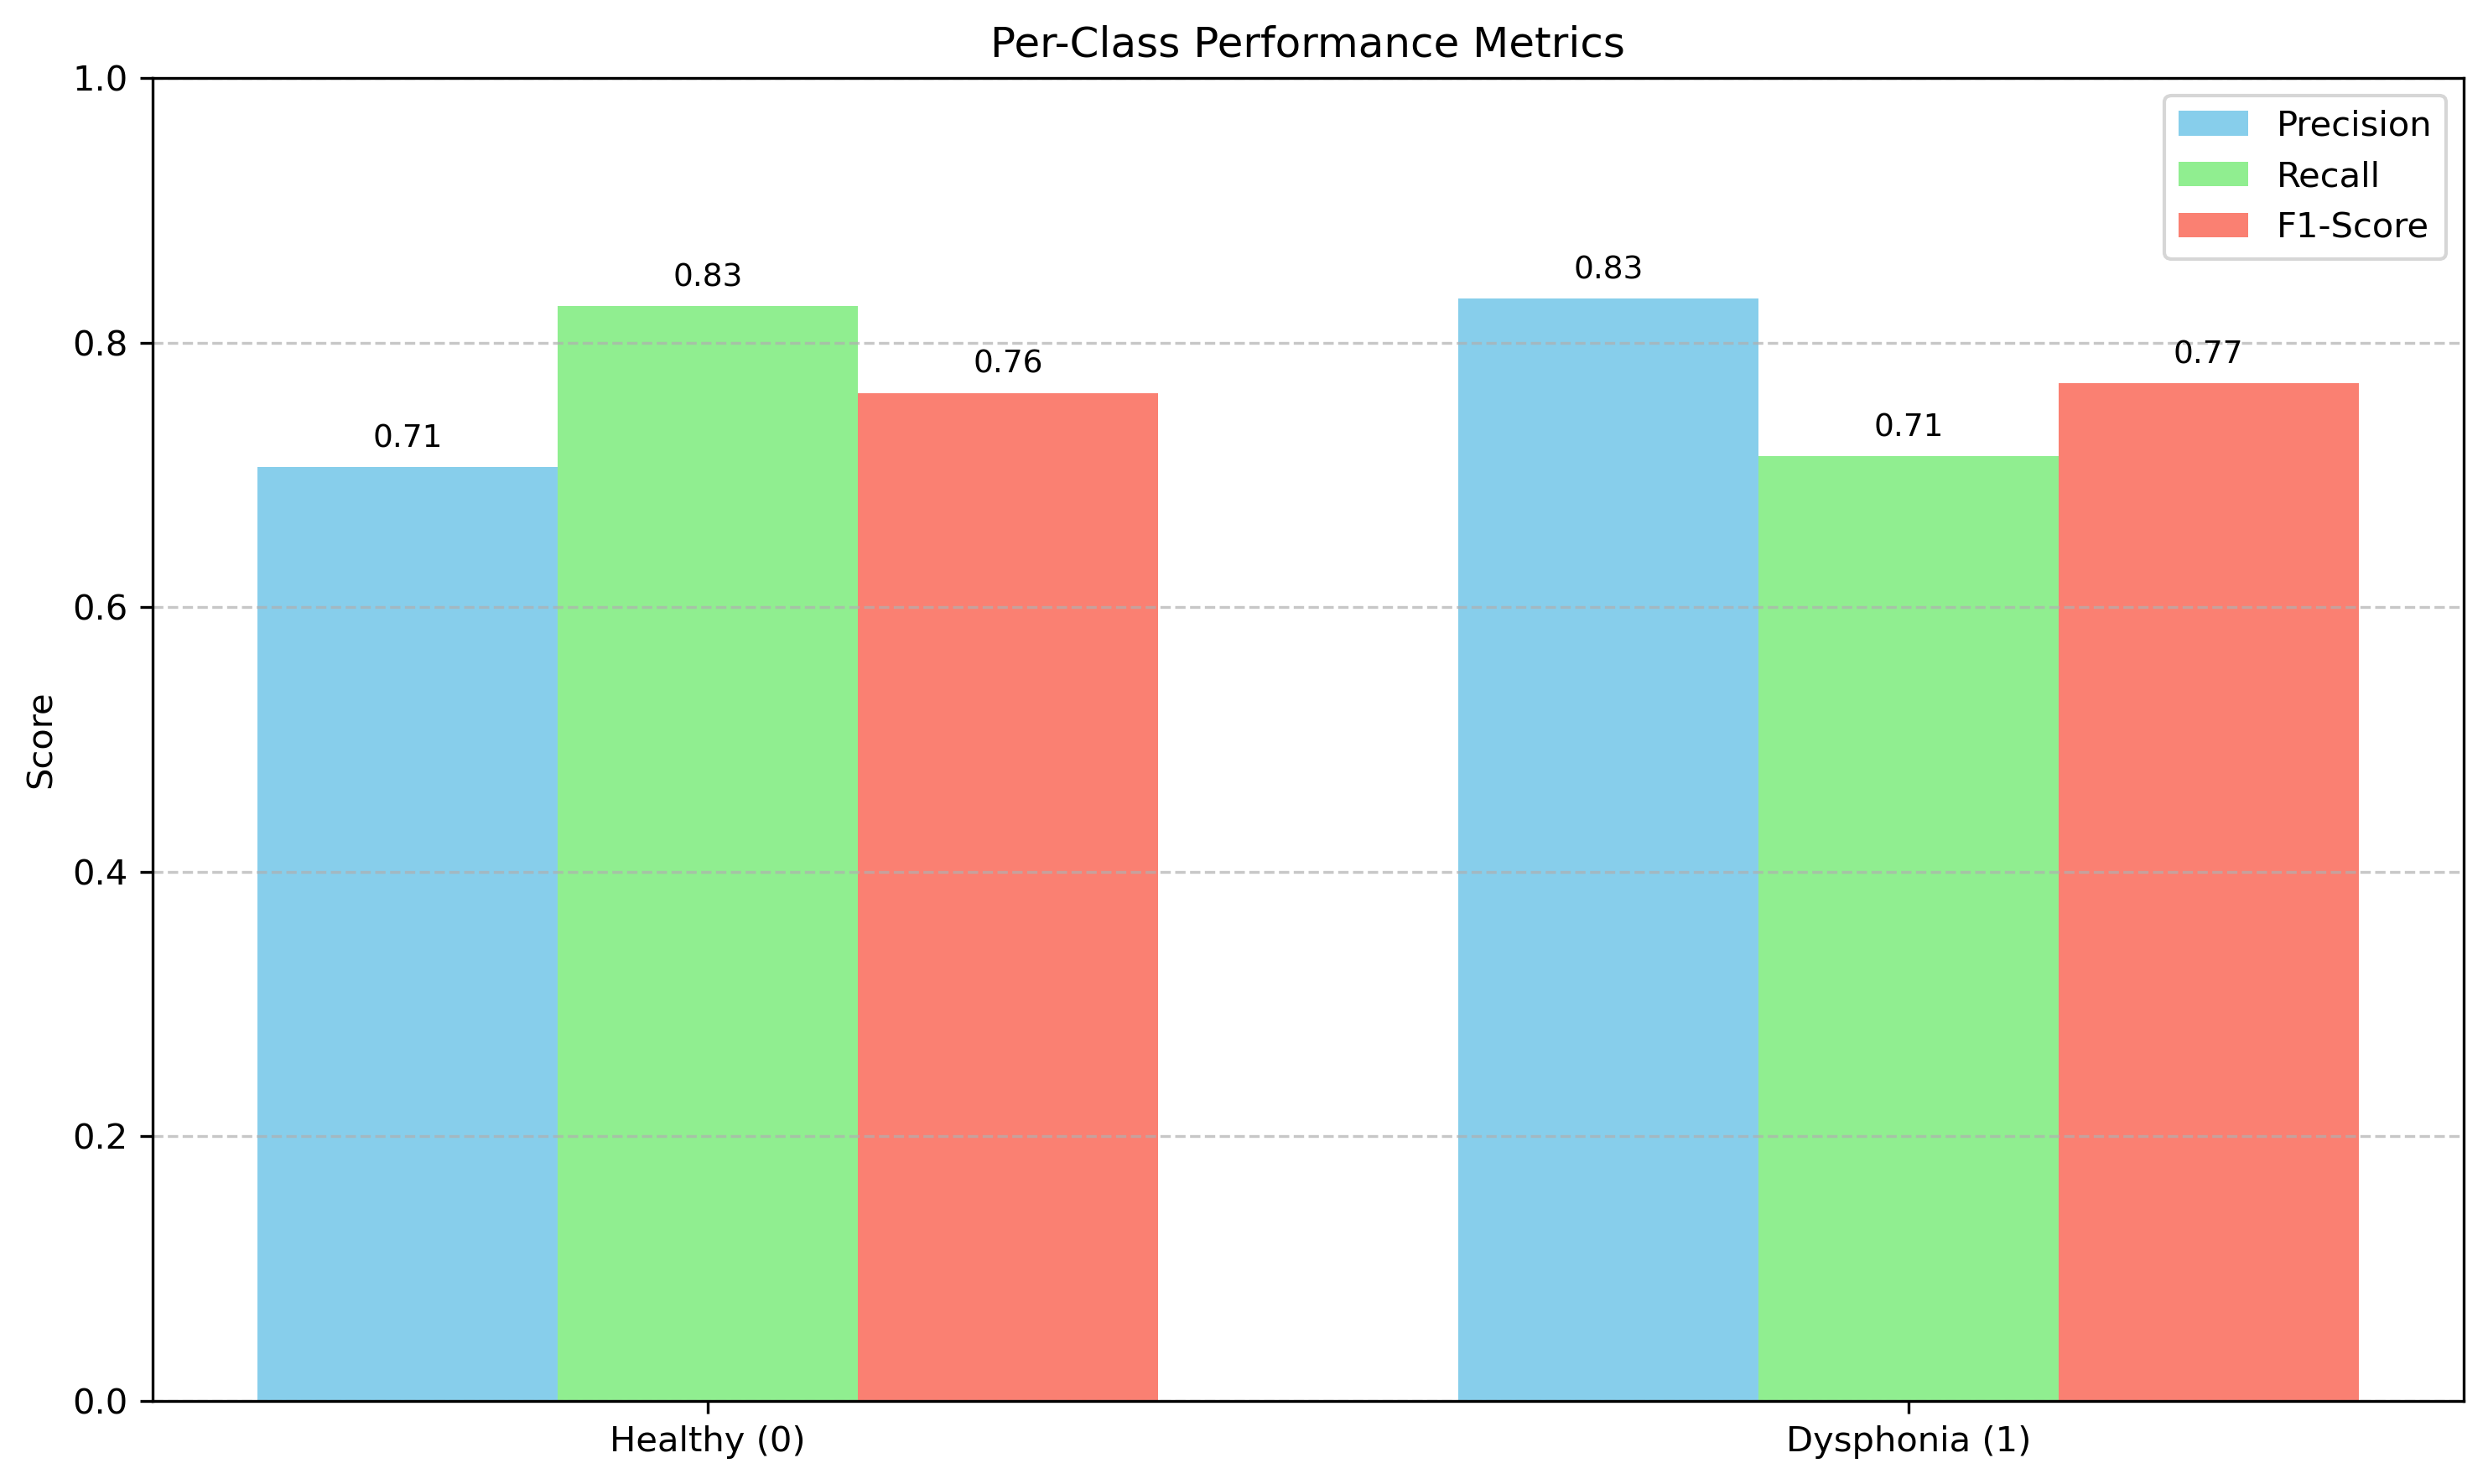 Per-Class Performance Metrics
1.0
0.8
0.6
0.4
0.2
0.0
Score
Precision
Recall
F1-Score
0.71
0.83
0.76
0.83
0.71
0.77
Healthy (0)
Dysphonia (1)